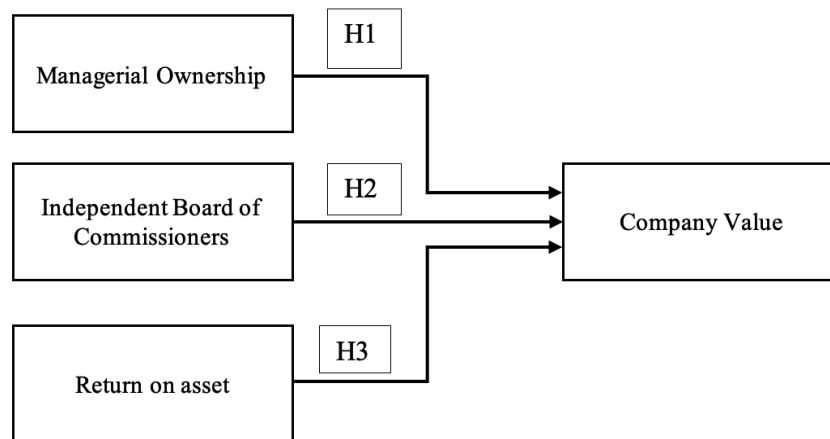 H1
Managerial Ownership
H2
Independent Board of
Commissioners
Company Value
H3
Return on asset